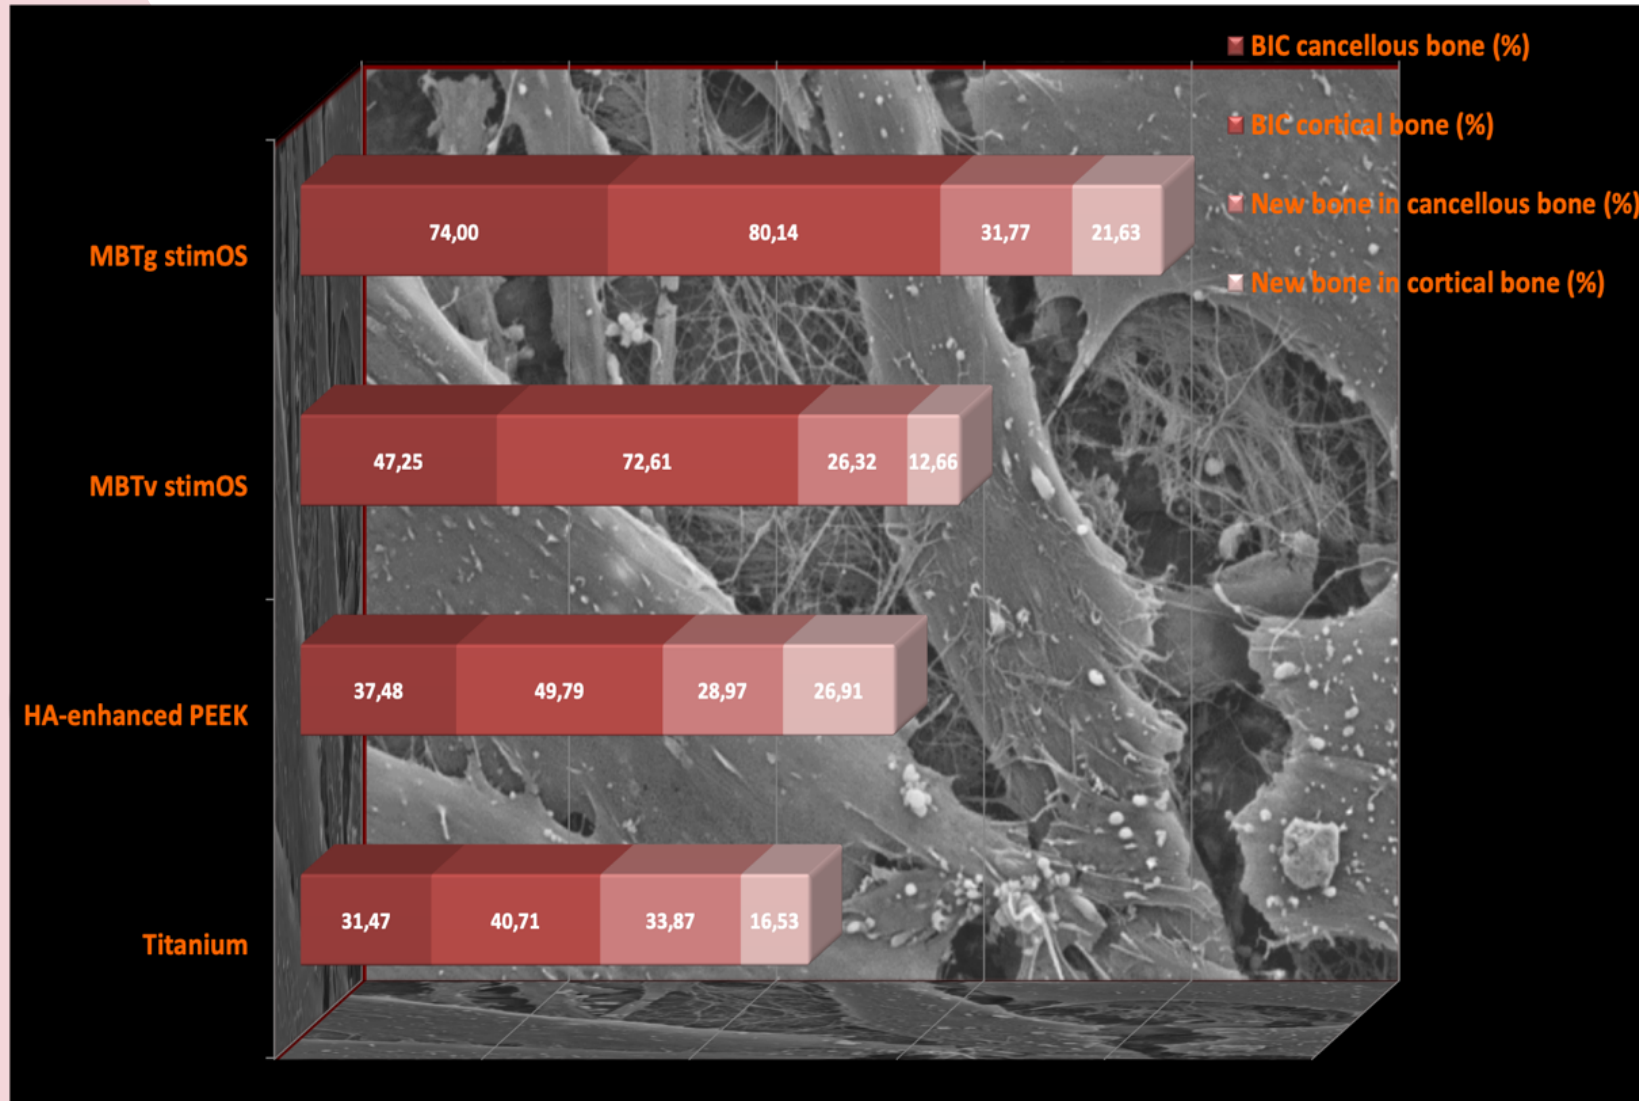 BIC cancellous bone (%)
BIC cortical bone (%)
New bone in cancellous bone (%)
New bone in cortical bone (%)
MBTg stimOS
74,00 80,14 31,77 21,63
MBTv stimOS
47,25 72,61 26,32 12,66
HA-enhanced PEEK
37,48 49,79 28,97 26,91
Titanium
31,47 40,71 33,87 16,53